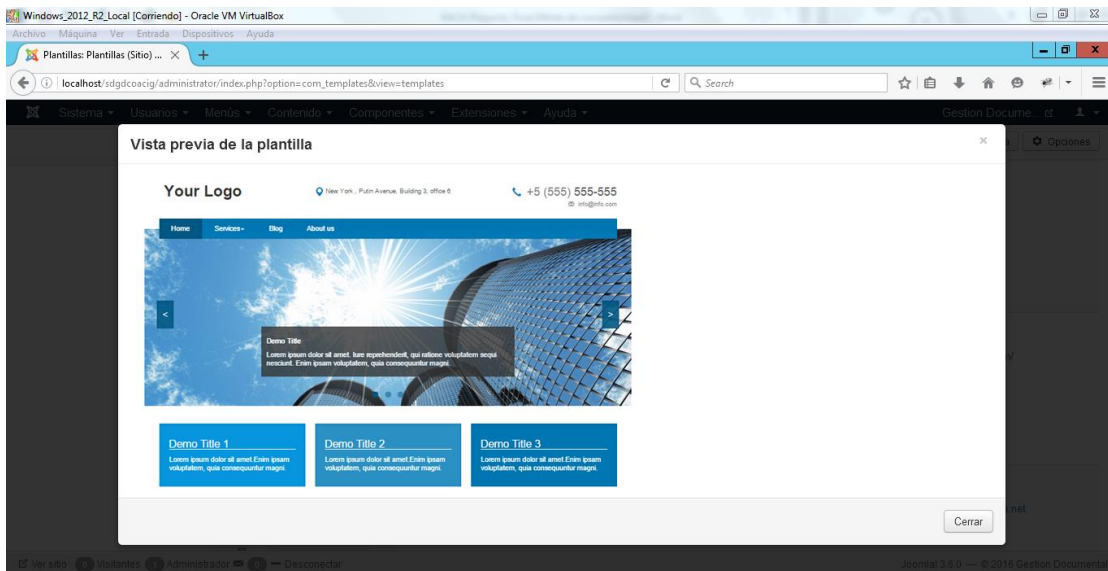 Windows_2012_R2_Local [Corriendo] - Oracle VM VirtualBox
Archivo Máquina Ver Entrada Dispositivos Ayuda
Plantillas: Plantillas (Sitio) ... × +
localhost/sdgdcoacig/administrator/index.php?option=com_templates&view=templates
Search
Sistema Usuarios Menús Contenido Componentes Extensiones Ayuda
Gestion Docume...
Opciones
Vista previa de la plantilla ×
Your Logo
New York , Putin Avenue, Building 3, office 6
+5 (555) 555-555
info@info.com
Home Services Blog About us
< >
Demo Title
Lorem ipsum dolor sit amet. Iure reprehenderit, qui ratione voluptatem sequi
nesciunt. Enim ipsam voluptatem, quia consequuntur magni.
Demo Title 1
Lorem ipsum dolor sit amet.Enim ipsam
voluptatem, quia consequuntur magni.
Demo Title 2
Lorem ipsum dolor sit amet.Enim ipsam
voluptatem, quia consequuntur magni.
Demo Title 3
Lorem ipsum dolor sit amet.Enim ipsam
voluptatem, quia consequuntur magni.
Cerrar
.net
Ver sitio Visitantes Administrador Desconectar
Joomla! 3.6.0 — © 2016 Gestion Documental